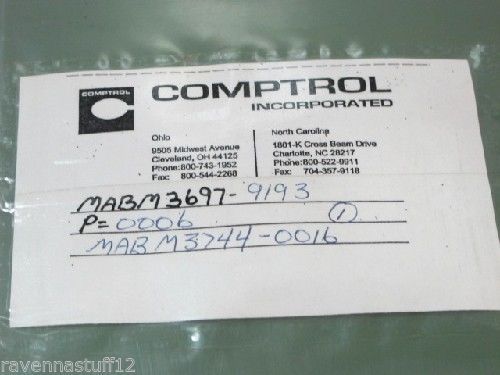 COMPTROL
COMPTROL
INCORPORATED
Ohio
9505 Midwest Avenue
Cleveland, OH 44125
Phone:800-743-1952
Fax: 800-544-2268
North Carolina
1801-K Cross Beam Drive
Charlotte, NC 28217
Phone:800-522-9911
Fax: 704-357-9118
MABM3697-9193
P=0006 1
MABM3744-0016
ravennastuff12